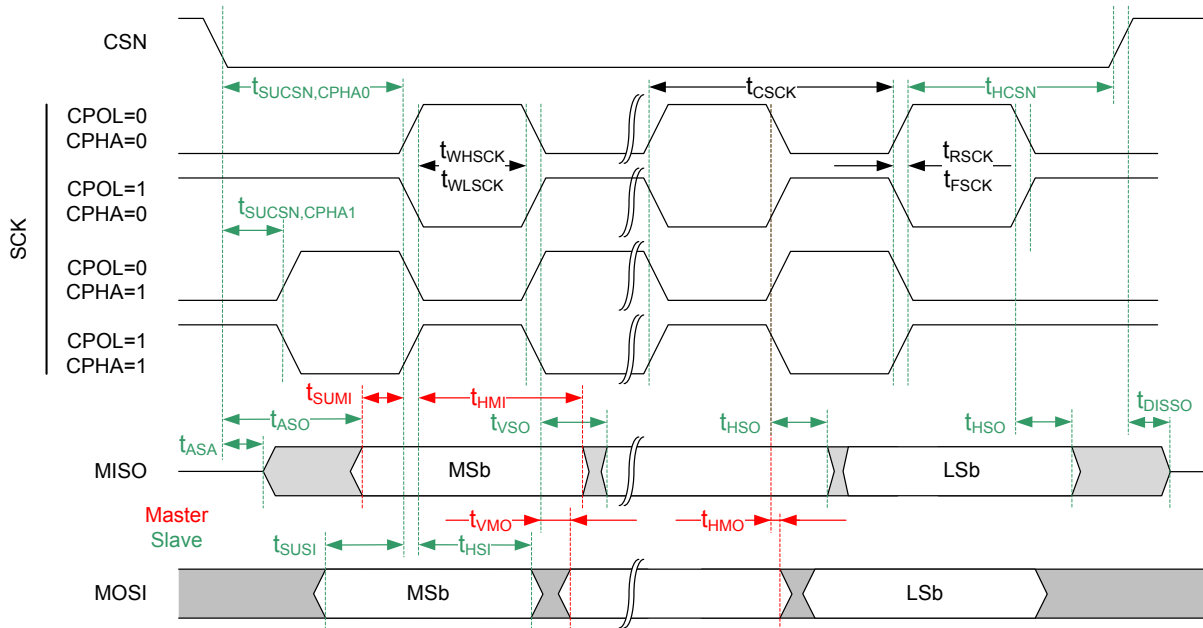 CSN
tSUCSN,CPHA0
tCSCK
tHCSN
CPOL=0
CPHA=0
tWHSCK
tWLSCK
tRSCK
tFSCK
CPOL=1
CPHA=0
tSUCSN,CPHA1
SCK
CPOL=0
CPHA=1
CPOL=1
CPHA=1
tSUMI
tHMI
tASO
tVSO
tHSO
tHSO
tDISSO
tASA
MISO
MSb
LSb
Master
Slave
tVMO
tHMO
tSUSI
tHSI
MOSI
MSb
LSb